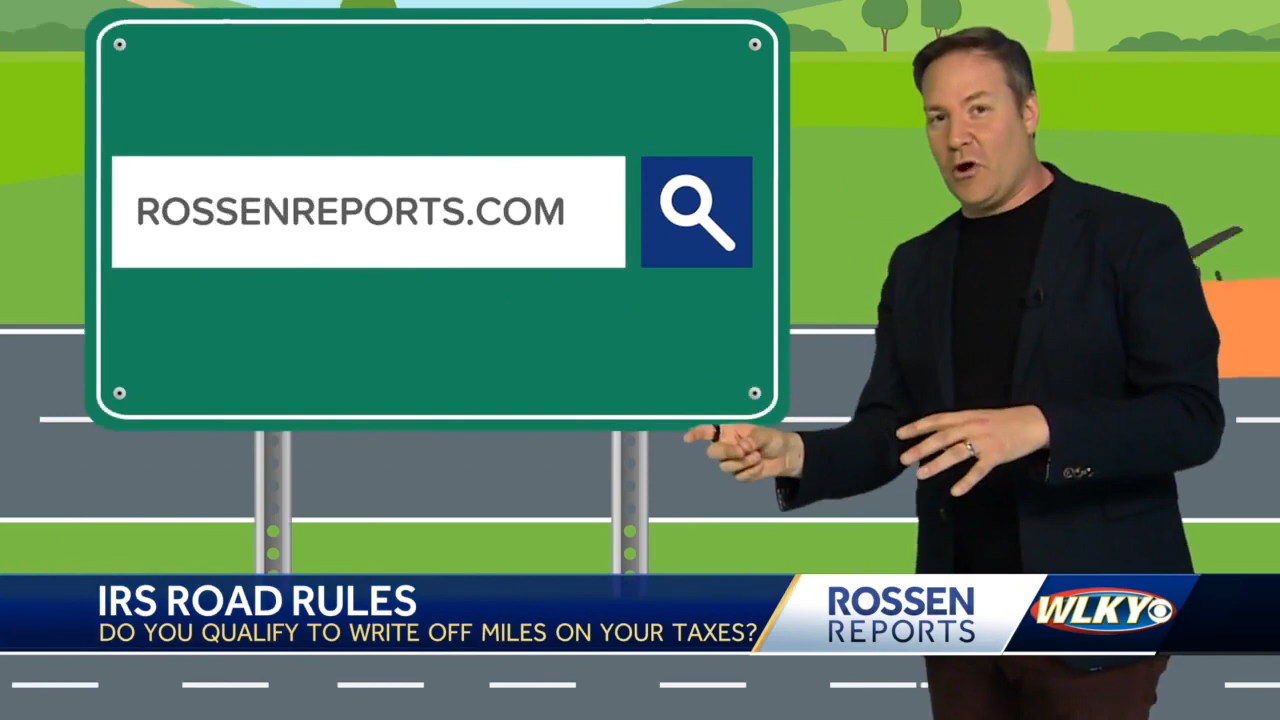 ROSSENREPORTS.COM
IRS ROAD RULES
DO YOU QUALIFY TO WRITE OFF MILES ON YOUR TAXES?
ROSSEN
REPORTS
WLKY